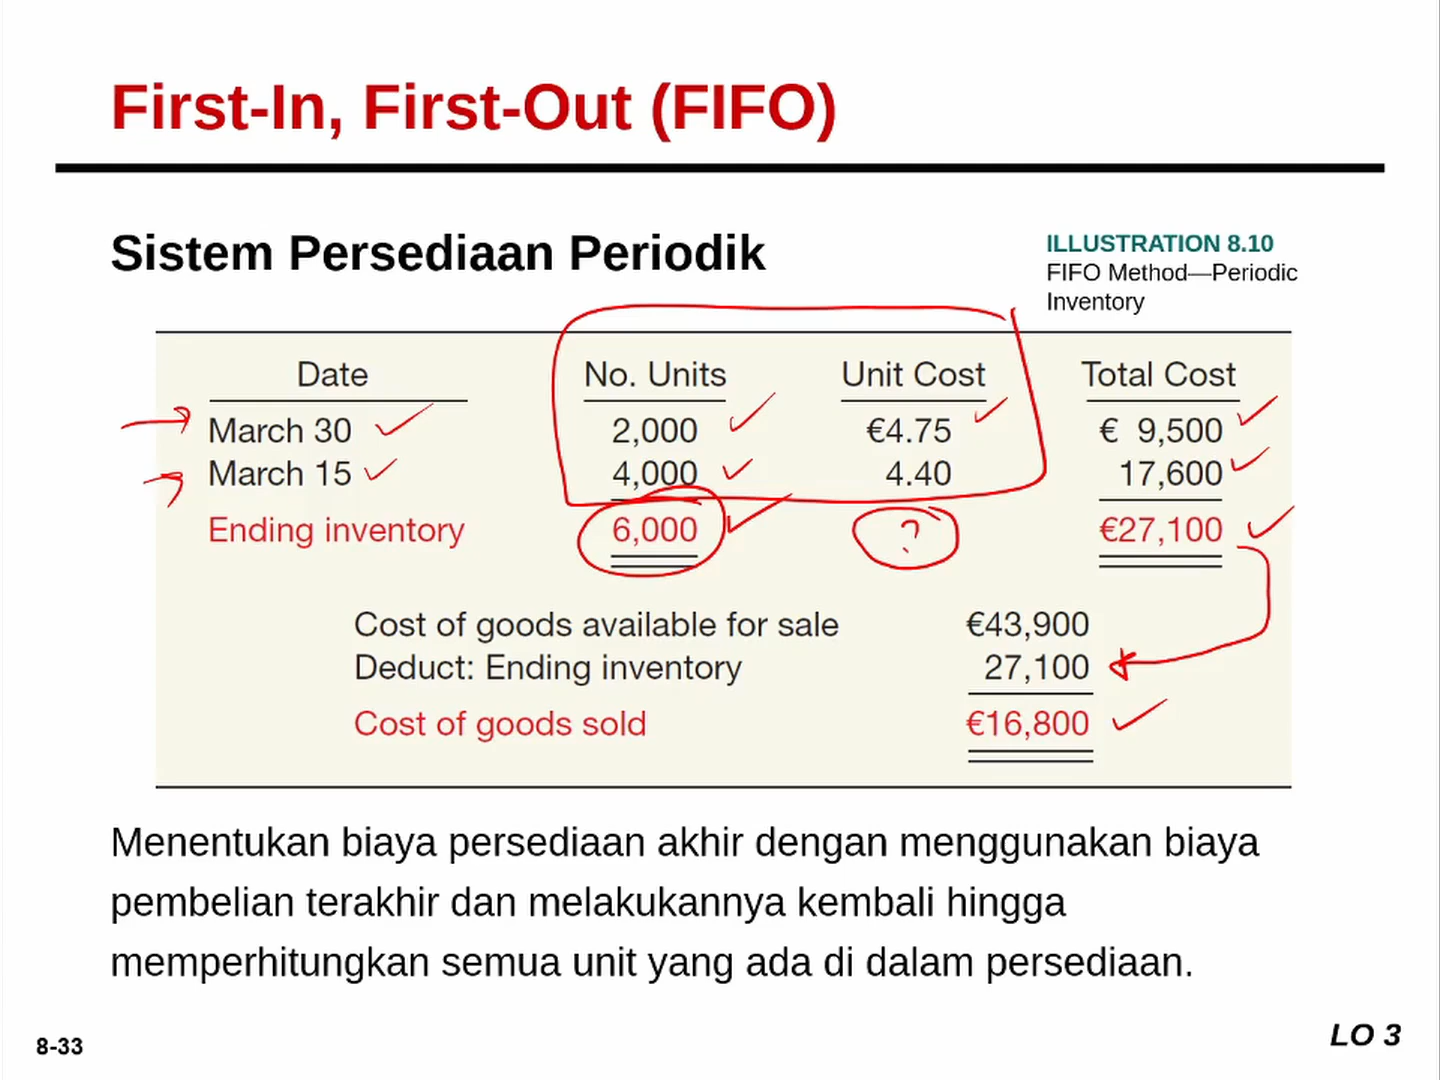 First-In, First-Out (FIFO)
Sistem Persediaan Periodik
ILLUSTRATION 8.10
FIFO Method—Periodic
Inventory
Date No. Units Unit Cost Total Cost
March 30 2,000 €4.75 € 9,500
March 15 4,000 4.40 17,600
Ending inventory 6,000 ? €27,100
Cost of goods available for sale €43,900
Deduct: Ending inventory 27,100
Cost of goods sold €16,800
Menentukan biaya persediaan akhir dengan menggunakan biaya
pembelian terakhir dan melakukannya kembali hingga
memperhitungkan semua unit yang ada di dalam persediaan.
8-33
LO 3